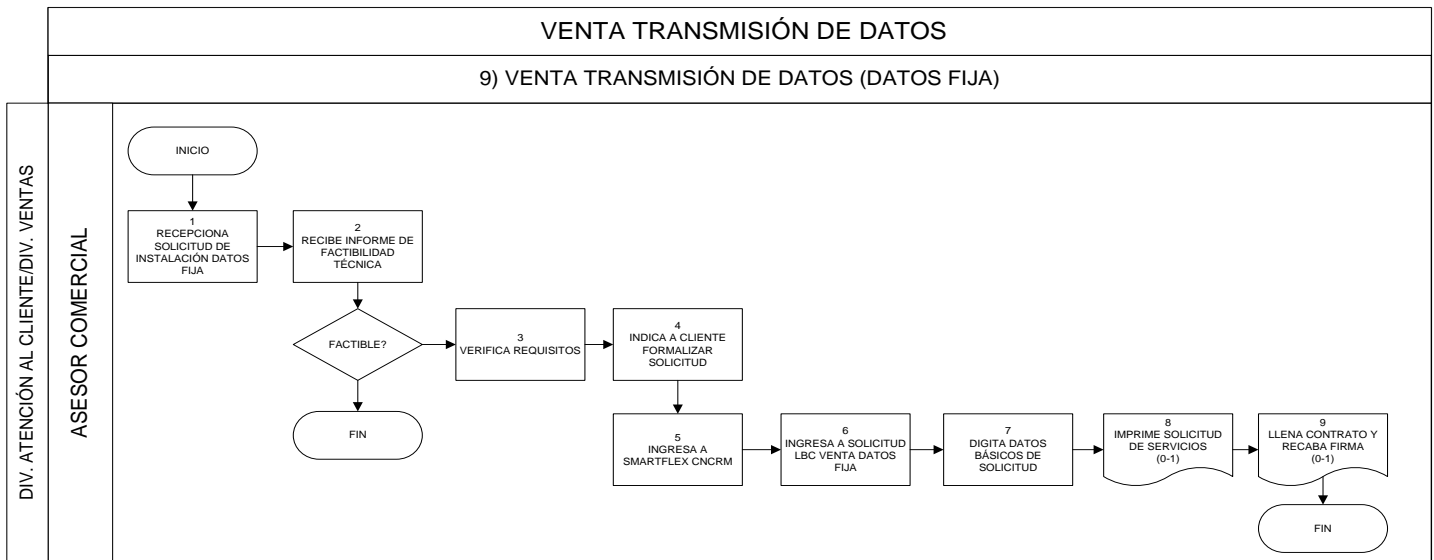 VENTA TRANSMISIÓN DE DATOS
9) VENTA TRANSMISIÓN DE DATOS (DATOS FIJA)
DIV. ATENCIÓN AL CLIENTE/DIV. VENTAS
ASESOR COMERCIAL
INICIO
1
RECEPCIONA
SOLICITUD DE
INSTALACIÓN DATOS
FIJA
2
RECIBE INFORME DE
FACTIBILIDAD
TÉCNICA
FACTIBLE?
FIN
3
VERIFICA REQUISITOS
4
INDICA A CLIENTE
FORMALIZAR
SOLICITUD
5
INGRESA A
SMARTFLEX CNCRM
6
INGRESA A SOLICITUD
LBC VENTA DATOS
FIJA
7
DIGITA DATOS
BÁSICOS DE
SOLICITUD
8
IMPRIME SOLICITUD
DE SERVICIOS
(0-1)
9
LLENA CONTRATO Y
RECABA FIRMA
(0-1)
FIN